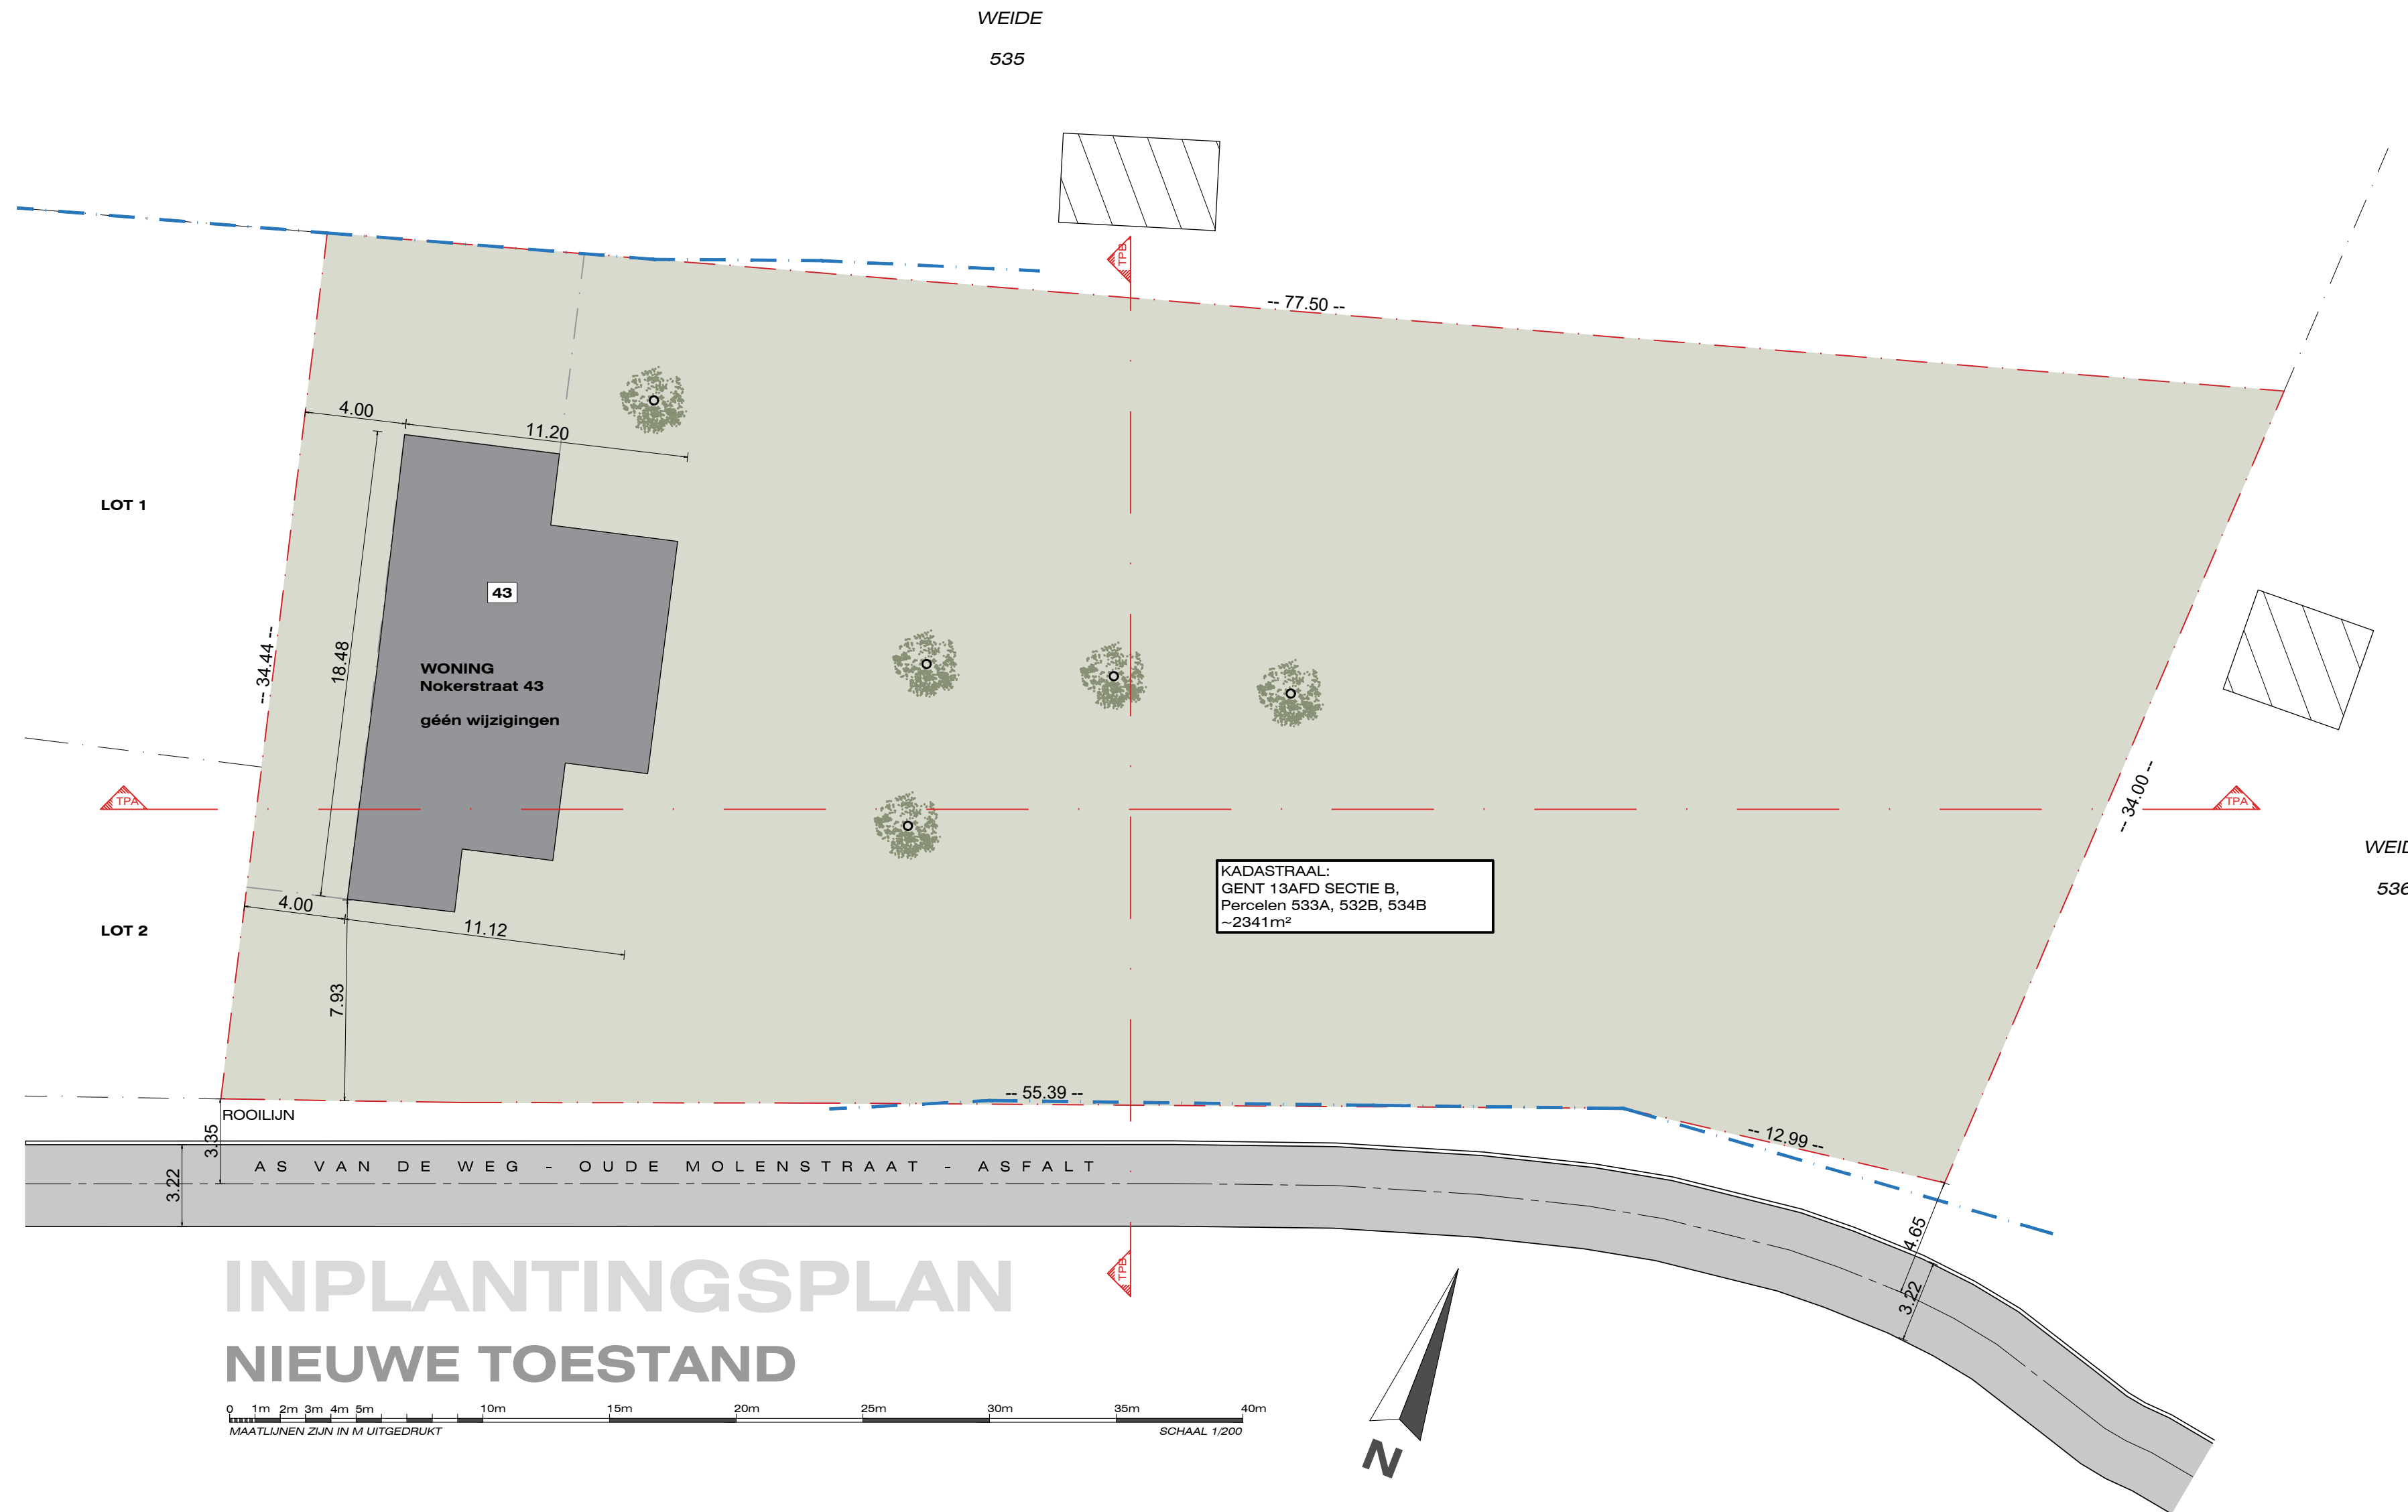 WEIDE
535
TPB
-- 77.50 --
4.00
11.20
LOT 1
43
18.48
-- 34.44 --
WONING
Nokerstraat 43
géén wijzigingen
TPA
TPA
-- 34.00 --
KADASTRAAL:
GENT 13AFD SECTIE B,
Percelen 533A, 532B, 534B
~2341m²
4.00
11.12
LOT 2
7.93
-- 55.39 --
ROOILIJN
3.35
-- 12.99 --
AS VAN DE WEG - OUDE MOLENSTRAAT - ASFALT
3.22
4.65
3.22
TPB
INPLANTINGSPLAN
NIEUWE TOESTAND
0 1m 2m 3m 4m 5m 10m 15m 20m 25m 30m 35m 40m
MAATLIJNEN ZIJN IN M UITGEDRUKT SCHAAL 1/200
N